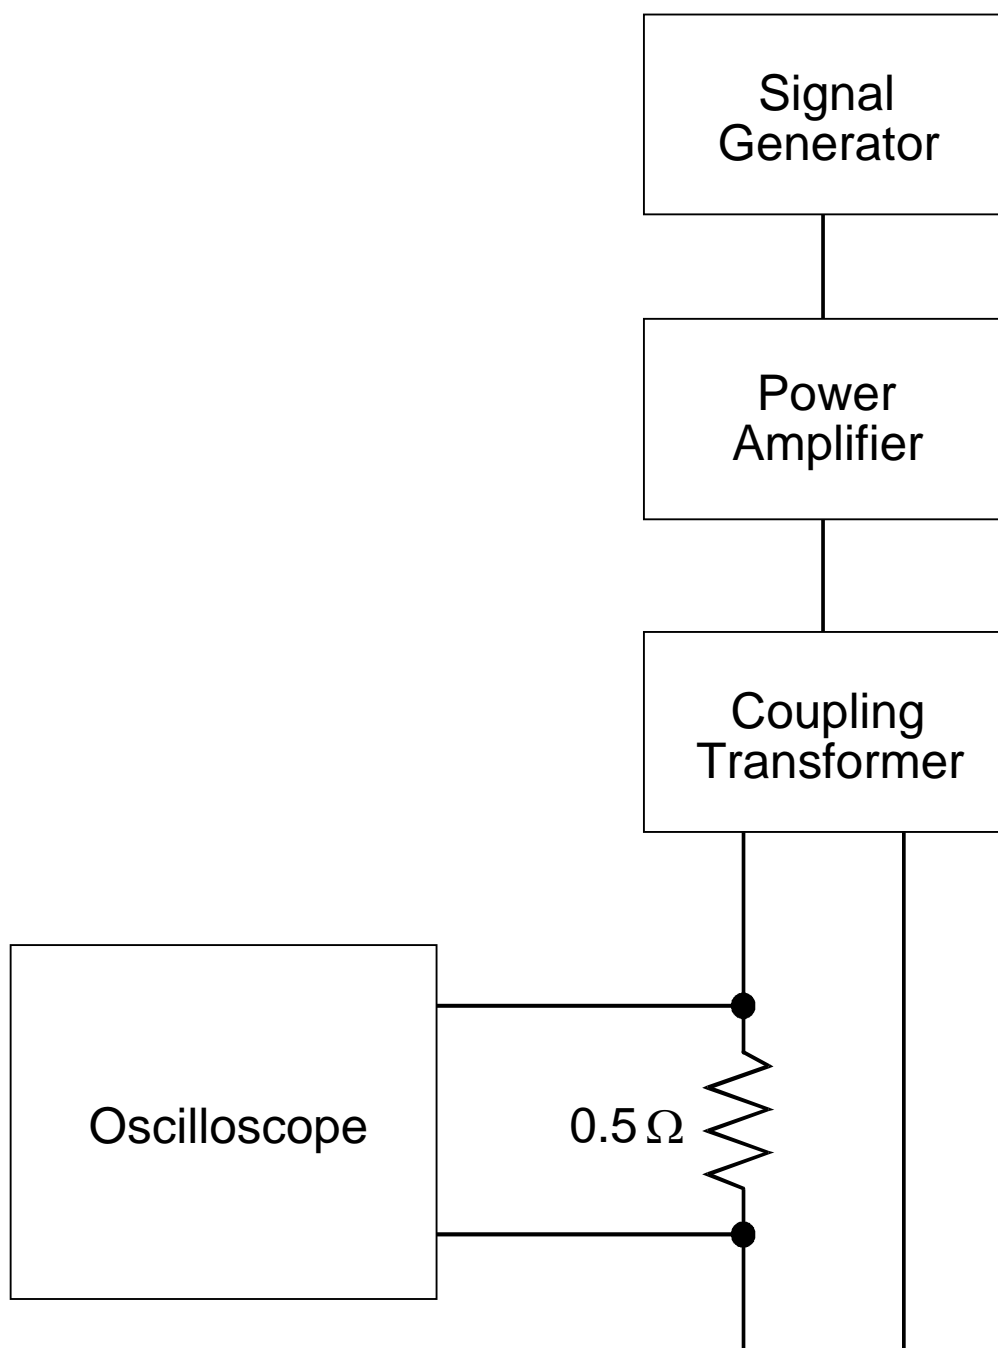 Signal
Generator
Power
Amplifier
Coupling
Transformer
Oscilloscope
0.5 Ω